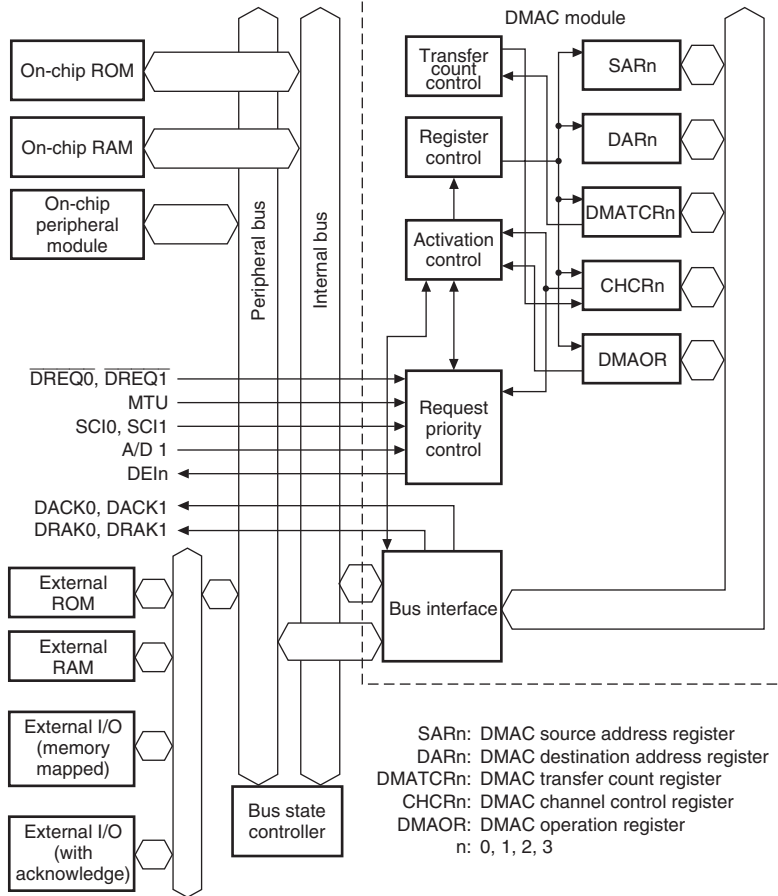 DMAC module
On-chip ROM
On-chip RAM
On-chip
peripheral
module
Peripheral bus
Internal bus
Transfer
count
control
Register
control
Activation
control
Request
priority
control
SARn
DARn
DMATCRn
CHCRn
DMAOR
DREQ0, DREQ1
MTU
SCI0, SCI1
A/D 1
DEIn
DACK0, DACK1
DRAK0, DRAK1
External
ROM
External
RAM
External I/O
(memory
mapped)
External I/O
(with
acknowledge)
Bus interface
Bus state
controller
SARn: DMAC source address register
DARn: DMAC destination address register
DMATCRn: DMAC transfer count register
CHCRn: DMAC channel control register
DMAOR: DMAC operation register
n: 0, 1, 2, 3